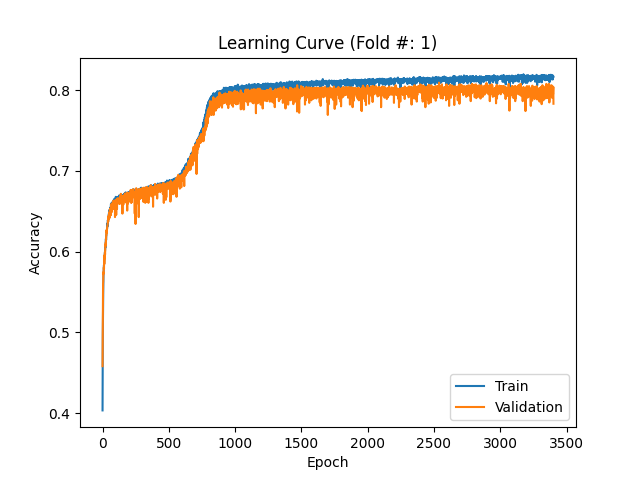 Learning Curve (Fold #: 1)
0.8
0.7
0.6
0.5
0.4
Accuracy
Train
Validation
0 500 1000 1500 2000 2500 3000 3500
Epoch